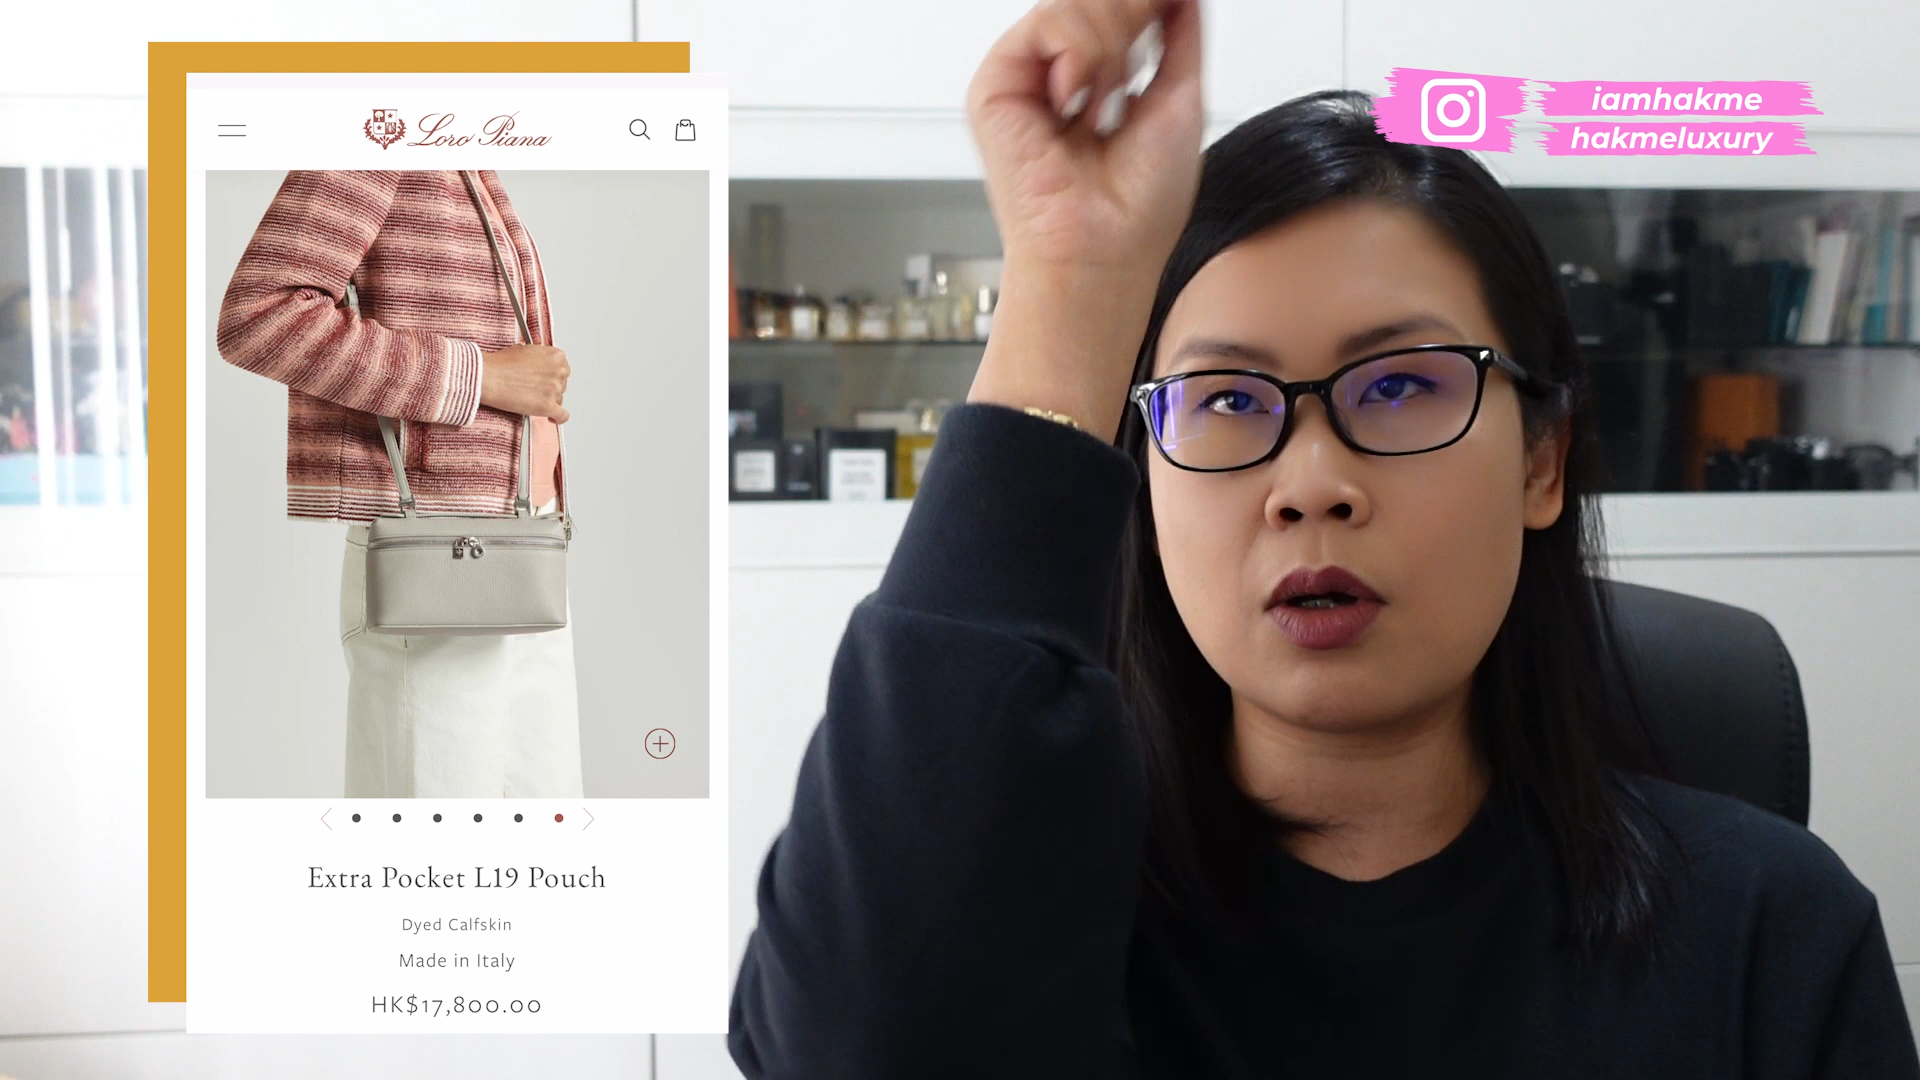 Loro Piana
Extra Pocket L19 Pouch
Dyed Calfskin
Made in Italy
HK$17,800.00
iamhakme
hakmeluxury